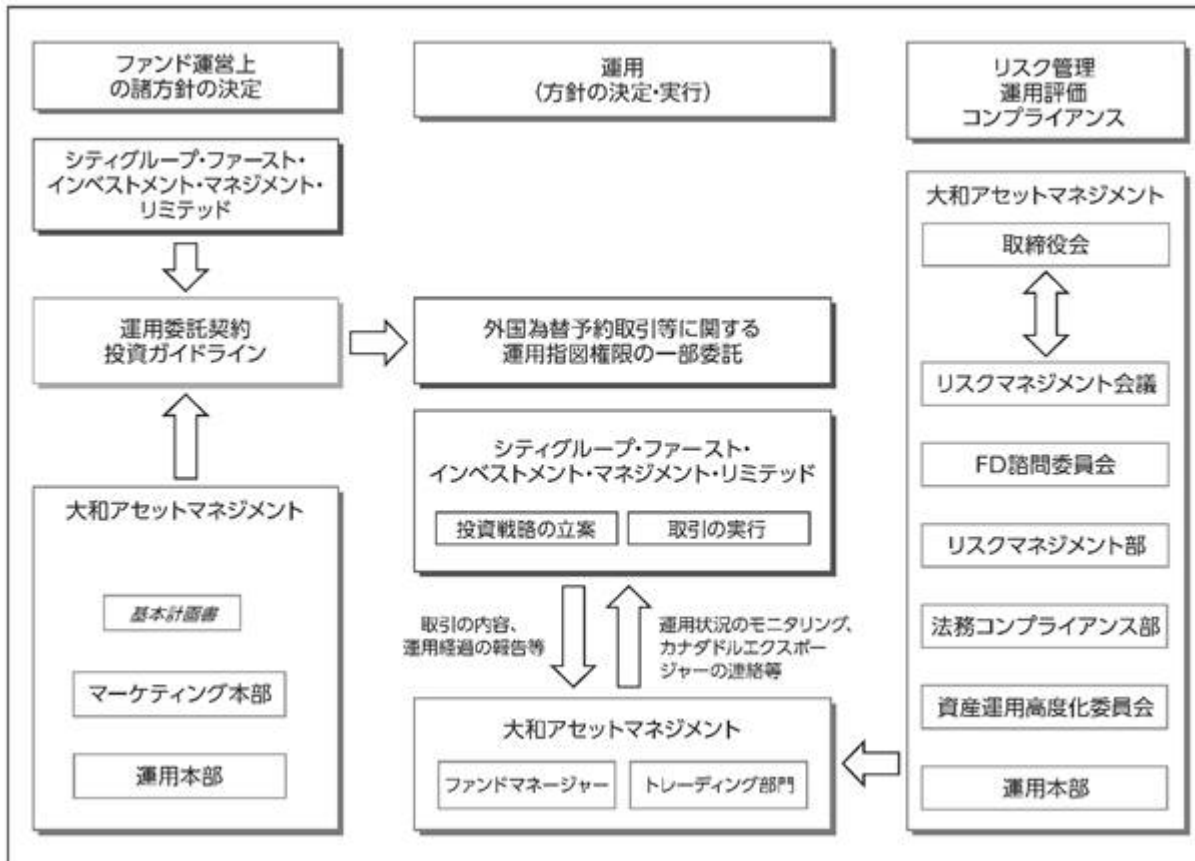 ファンド運営上
の諸方針の決定
シティグループ・ファースト・
インベストメント・マネジメント・
リミテッド
運用委託契約
投資ガイドライン
大和アセットマネジメント
基本計画書
マーケティング本部
運用本部
運用
(方針の決定・実行)
外国為替予約取引等に関する
運用指図権限の一部委託
シティグループ・ファースト・
インベストメント・マネジメント・リミテッド
投資戦略の立案
取引の実行
取引の内容、
運用経過の報告等
運用状況のモニタリング、
カナダドルエクスポー
ジャーの連絡等
大和アセットマネジメント
ファンドマネージャー
トレーディング部門
リスク管理
運用評価
コンプライアンス
大和アセットマネジメント
取締役会
リスクマネジメント会議
FD諮問委員会
リスクマネジメント部
法務コンプライアンス部
資産運用高度化委員会
運用本部